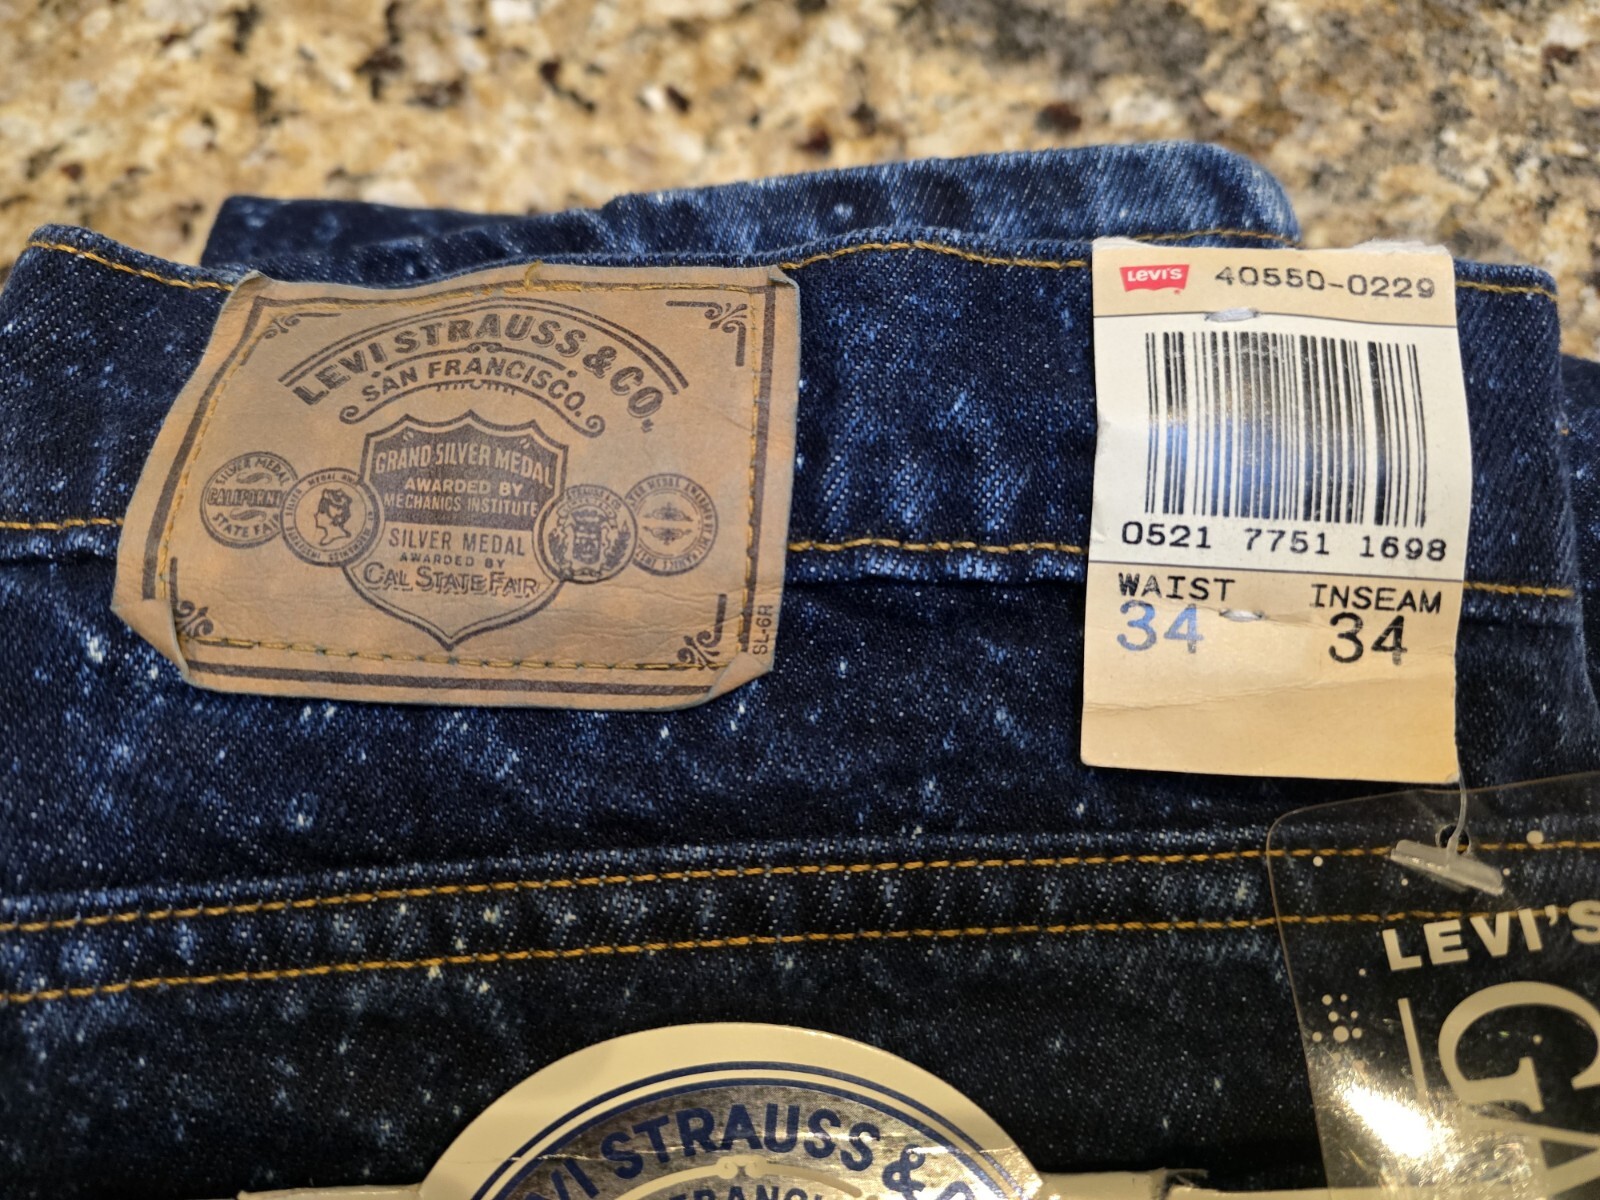 LEVI STRAUSS & CO.
SAN FRANCISCO.
GRAND SILVER MEDAL
AWARDED BY
MECHANICS INSTITUTE
SILVER MEDAL
AWARDED BY
CAL STATE FAIR
SILVER MEDAL
CALIFORNIA
STATE FAIR
SL-6R
LEVI'S 40550-0229
0521 7751 1698
WAIST INSEAM
34 34
LEVI'S
GA
VI STRAUSS &